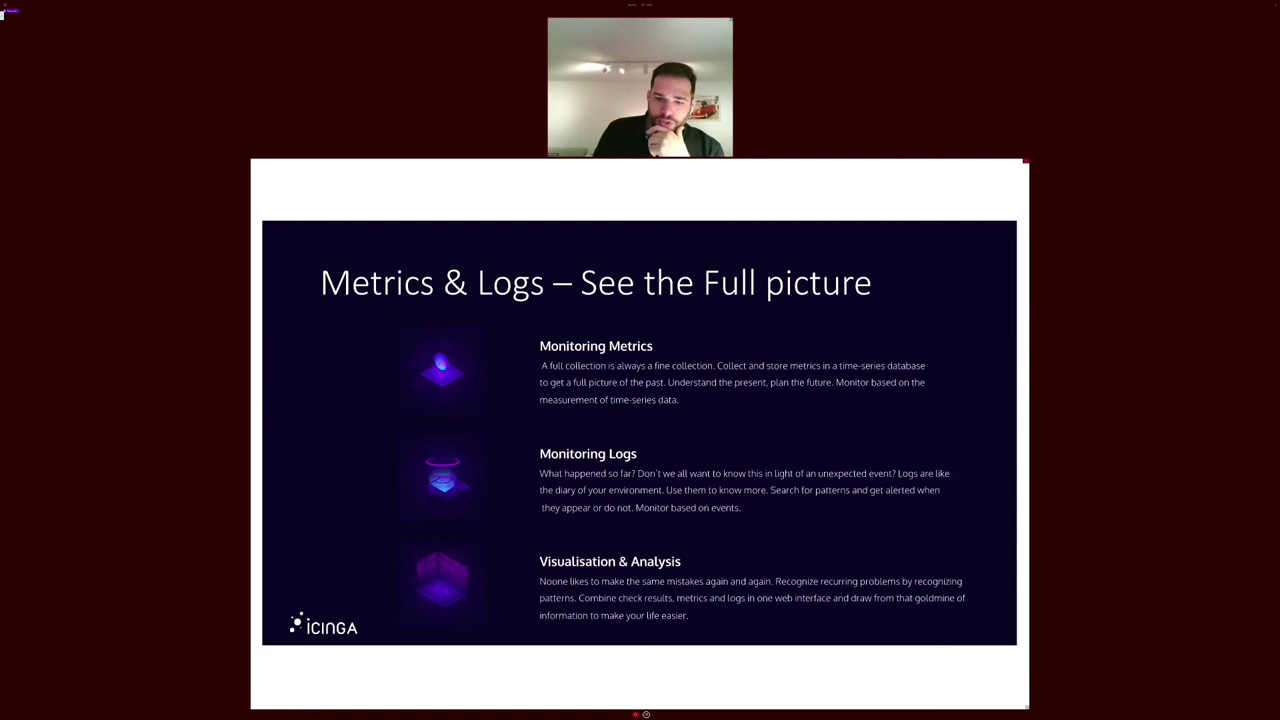 Metrics & Logs – See the Full picture
Monitoring Metrics
A full collection is always a fine collection. Collect and store metrics in a time-series database
to get a full picture of the past. Understand the present, plan the future. Monitor based on the
measurement of time-series data.
Monitoring Logs
What happened so far? Don't we all want to know this in light of an unexpected event? Logs are like
the diary of your environment. Use them to know more. Search for patterns and get alerted when
they appear or do not. Monitor based on events.
Visualisation & Analysis
Noone likes to make the same mistakes again and again. Recognize recurring problems by recognizing
patterns. Combine check results, metrics and logs in one web interface and draw from that goldmine of
information to make your life easier.
iCINGA